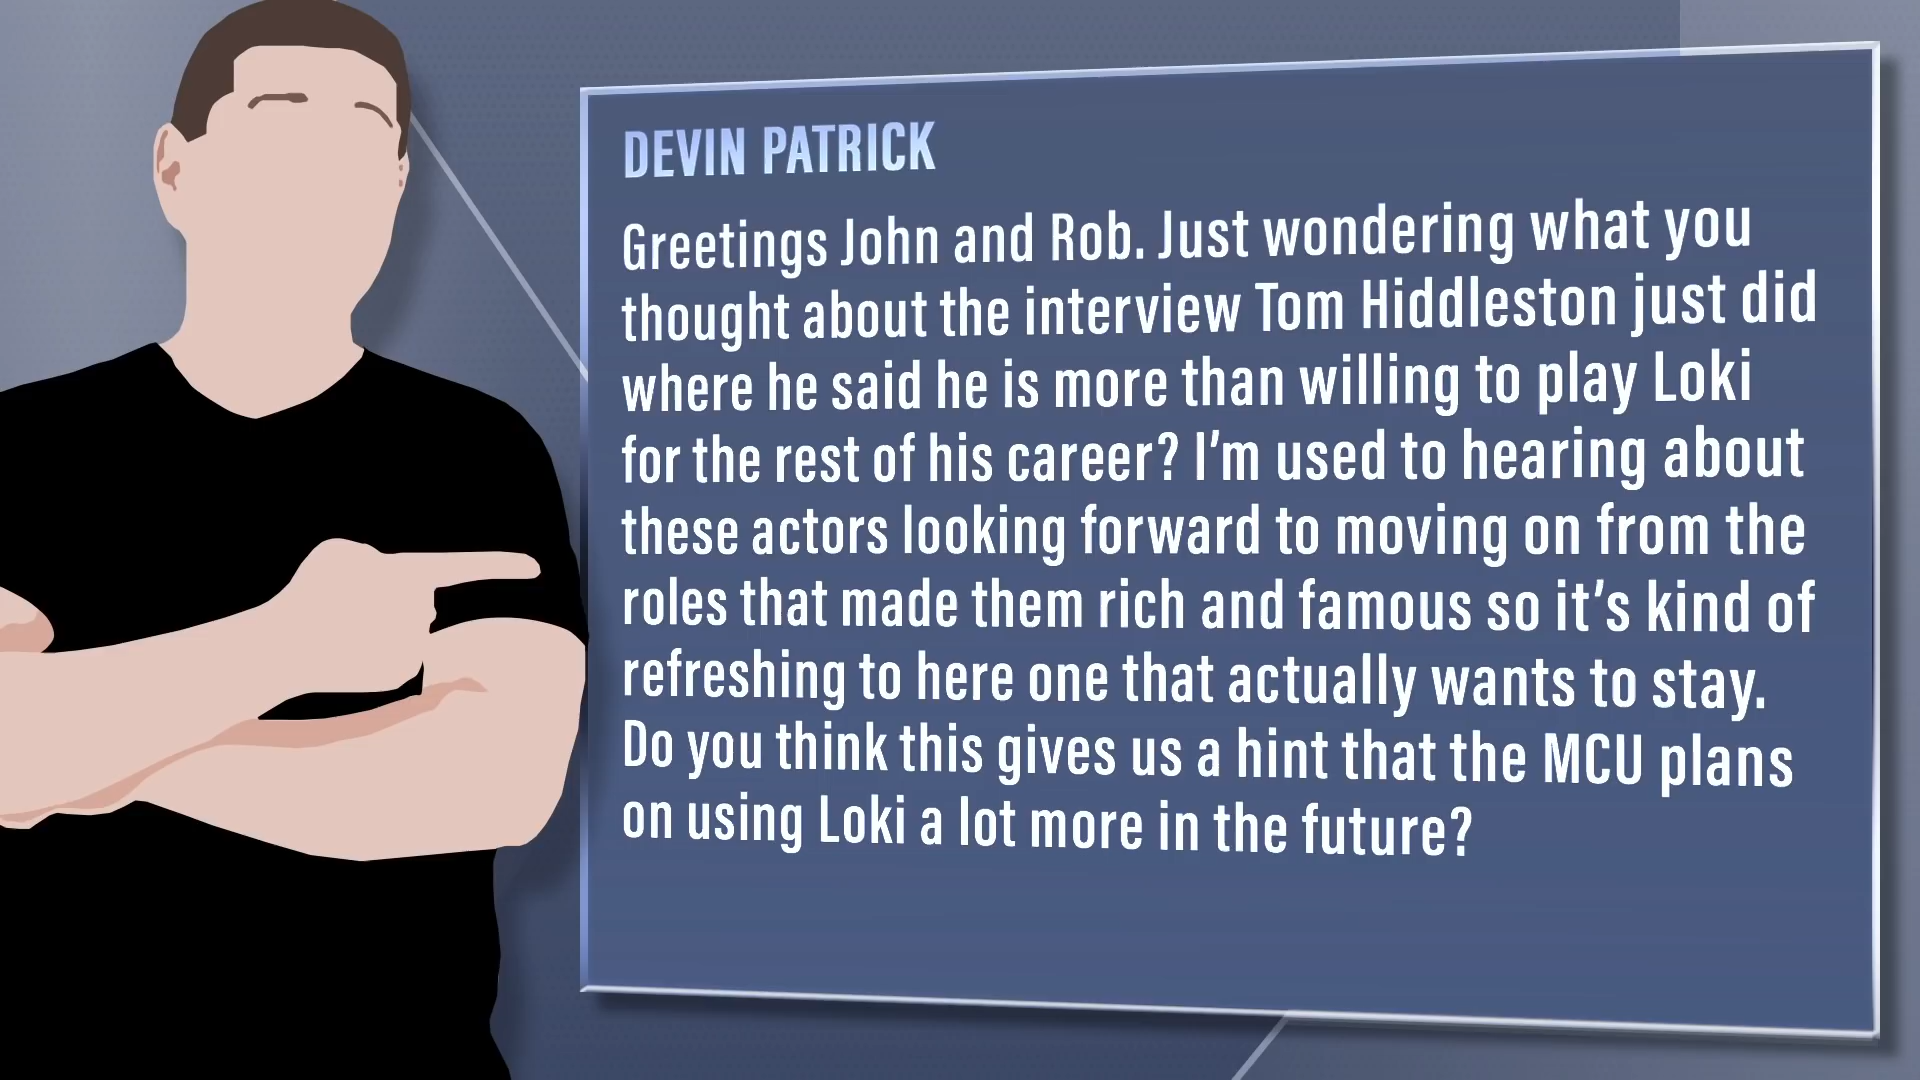 DEVIN PATRICK
Greetings John and Rob. Just wondering what you
thought about the interview Tom Hiddleston just did
where he said he is more than willing to play Loki
for the rest of his career? I'm used to hearing about
these actors looking forward to moving on from the
roles that made them rich and famous so it's kind of
refreshing to here one that actually wants to stay.
Do you think this gives us a hint that the MCU plans
on using Loki a lot more in the future?